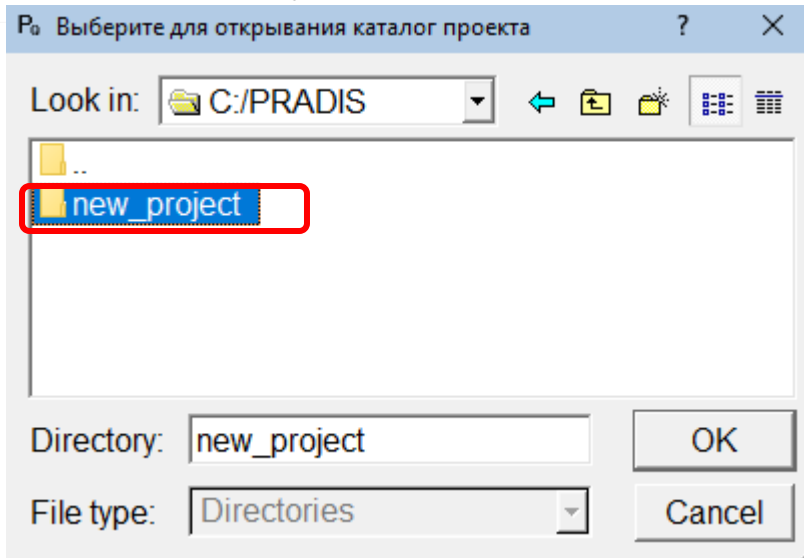 Выберите для открывания каталог проекта ?
Look in: C:/PRADIS
..
new_project
Directory: new_project OK
File type: Directories Cancel